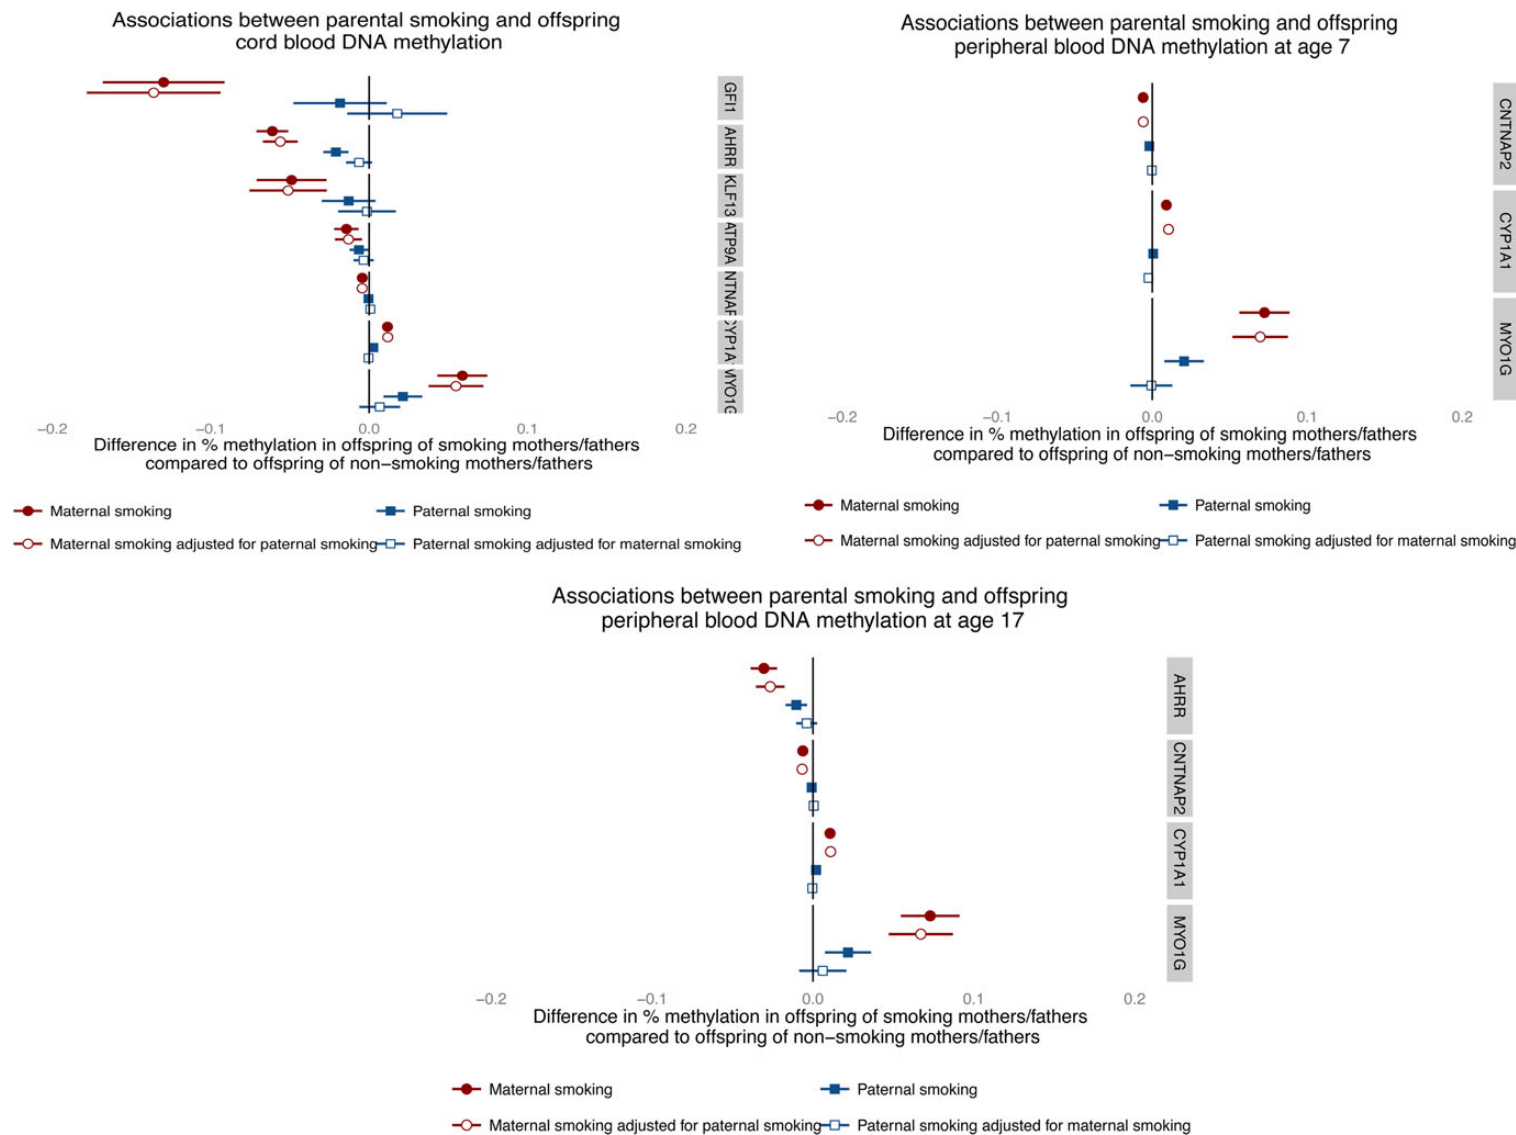 Associations between parental smoking and offspring
cord blood DNA methylation
GFI1
AHRR
KLF13
ATP9A
NTNAP
CYP1A
MYO1G
−0.2 −0.1 0.0 0.1 0.2
Difference in % methylation in offspring of smoking mothers/fathers
compared to offspring of non−smoking mothers/fathers
Maternal smoking Paternal smoking
Maternal smoking adjusted for paternal smoking Paternal smoking adjusted for maternal smoking
Associations between parental smoking and offspring
peripheral blood DNA methylation at age 7
CNTNAP2
CYP1A1
MYO1G
−0.2 −0.1 0.0 0.1 0.2
Difference in % methylation in offspring of smoking mothers/fathers
compared to offspring of non−smoking mothers/fathers
Maternal smoking Paternal smoking
Maternal smoking adjusted for paternal smoking Paternal smoking adjusted for maternal smoking
Associations between parental smoking and offspring
peripheral blood DNA methylation at age 17
AHRR
CNTNAP2
CYP1A1
MYO1G
−0.2 −0.1 0.0 0.1 0.2
Difference in % methylation in offspring of smoking mothers/fathers
compared to offspring of non−smoking mothers/fathers
Maternal smoking Paternal smoking
Maternal smoking adjusted for paternal smoking Paternal smoking adjusted for maternal smoking